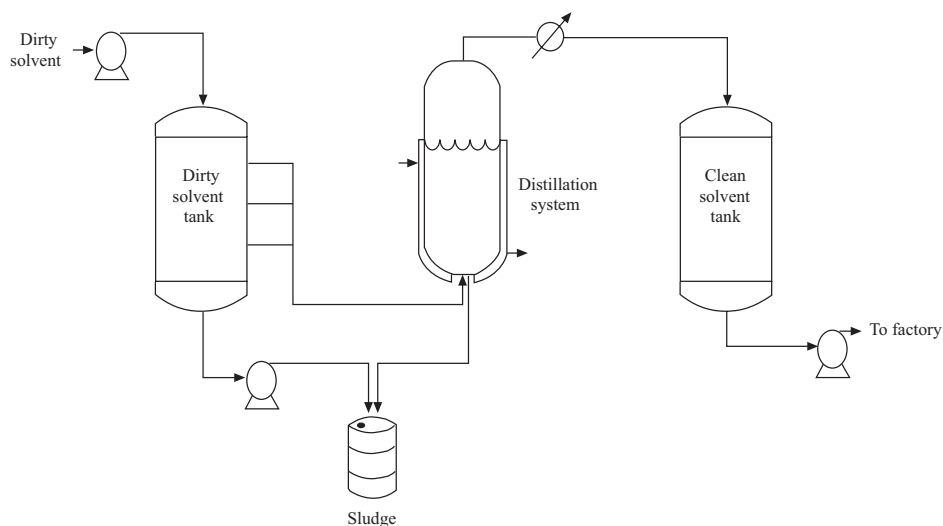 Dirty
solvent
Dirty
solvent
tank
Distillation
system
Clean
solvent
tank
To factory
Sludge